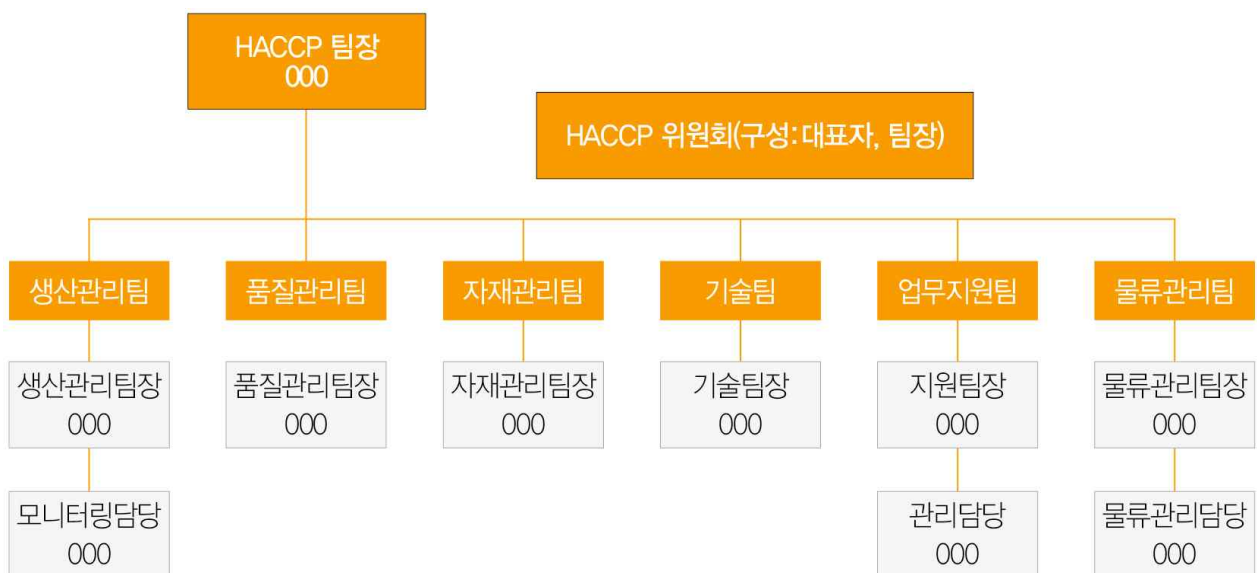 HACCP 팀장
000
HACCP 위원회(구성:대표자, 팀장)
생산관리팀
품질관리팀
자재관리팀
기술팀
업무지원팀
물류관리팀
생산관리팀장
000
품질관리팀장
000
자재관리팀장
000
기술팀장
000
지원팀장
000
물류관리팀장
000
모니터링담당
000
관리담당
000
물류관리담당
000